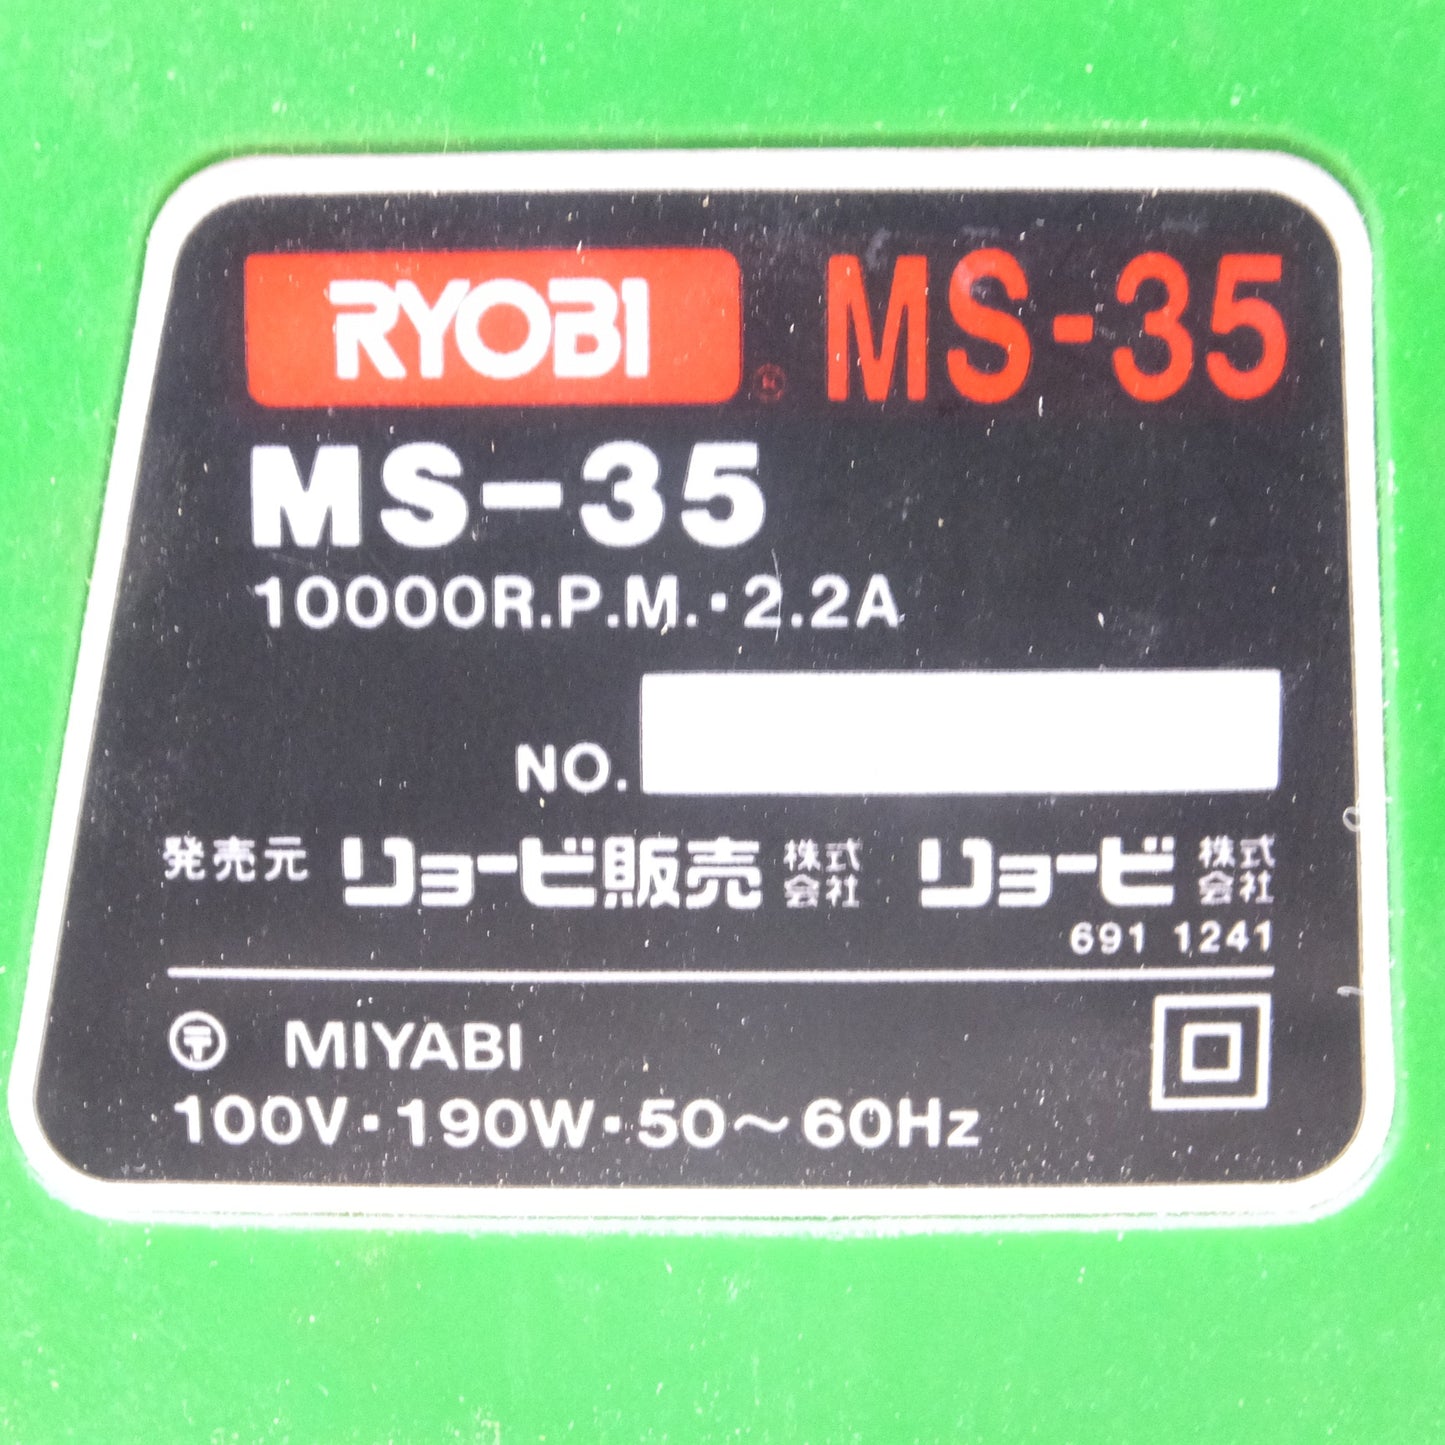 RYOBI ® MS-35
MS-35
10000R.P.M.・2.2A
NO.
発売元 リョービ販売株式会社 リョービ株式会社
691 1241
〶 MIYABI
100V・190W・50～60Hz